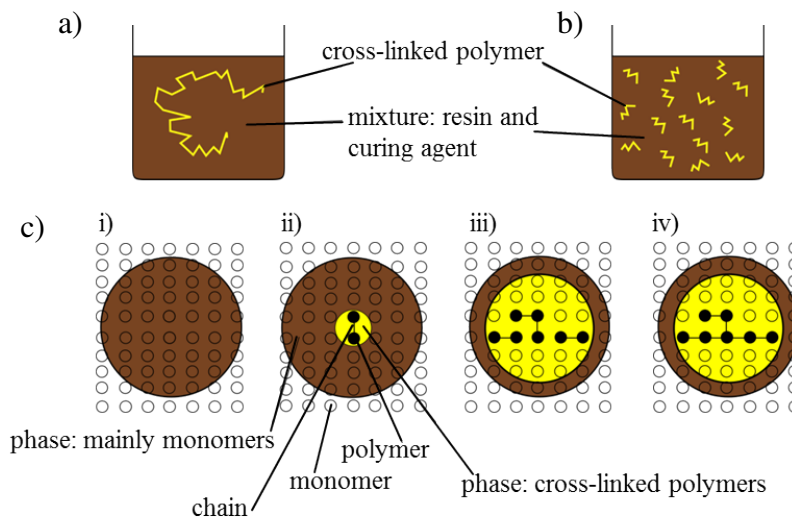 a)
b)
cross-linked polymer
mixture: resin and
curing agent
c)
i)
ii)
iii)
iv)
phase: mainly monomers
polymer
monomer
phase: cross-linked polymers
chain